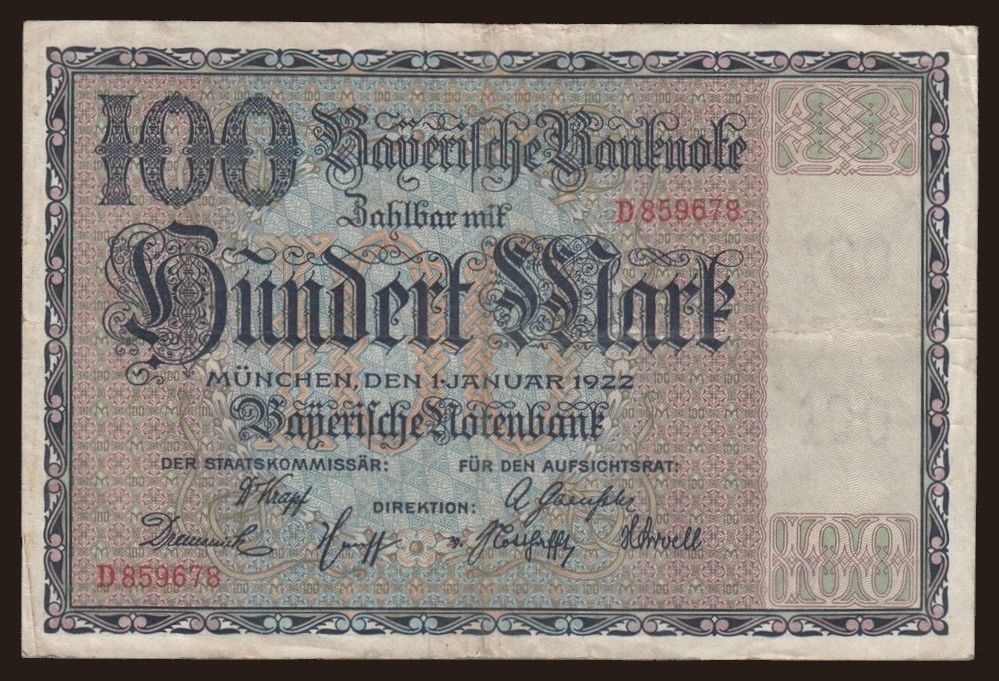 100 Bayerische Banknote
Zahlbar mit D 859678
Hundert Mark
MÜNCHEN, DEN 1. JANUAR 1922
Bayerische Notenbank
DER STAATSKOMMISSÄR: FÜR DEN AUFSICHTSRAT:
DIREKTION:
D 859678
100